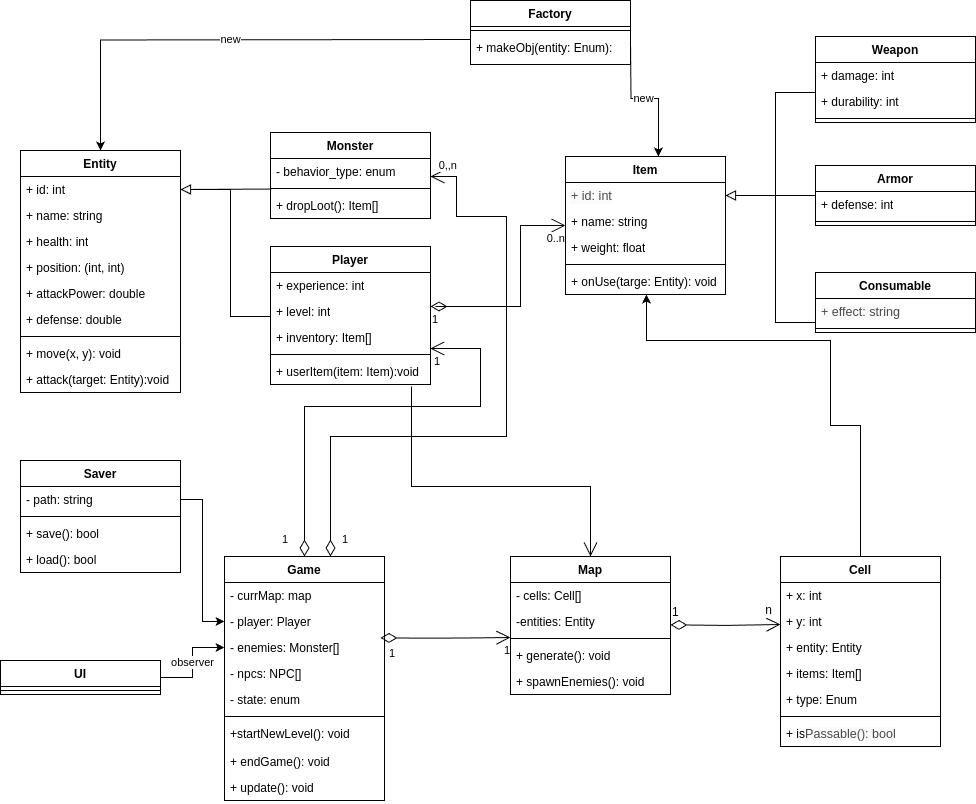 Factory
+ makeObj(entity: Enum):
new
new
Weapon
+ damage: int
+ durability: int
Entity
+ id: int
+ name: string
+ health: int
+ position: (int, int)
+ attackPower: double
+ defense: double
+ move(x, y): void
+ attack(target: Entity):void
Monster
- behavior_type: enum
+ dropLoot(): Item[]
0,,n
Item
+ id: int
+ name: string
+ weight: float
+ onUse(targe: Entity): void
0..n
Armor
+ defense: int
Player
+ experience: int
+ level: int
+ inventory: Item[]
+ userItem(item: Item):void
1
1
Consumable
+ effect: string
Saver
- path: string
+ save(): bool
+ load(): bool
1
1
Game
- currMap: map
- player: Player
- enemies: Monster[]
- npcs: NPC[]
- state: enum
+startNewLevel(): void
+ endGame(): void
+ update(): void
UI
observer
1
1
Map
- cells: Cell[]
-entities: Entity
+ generate(): void
+ spawnEnemies(): void
1
n
Cell
+ x: int
+ y: int
+ entity: Entity
+ items: Item[]
+ type: Enum
+ isPassable(): bool